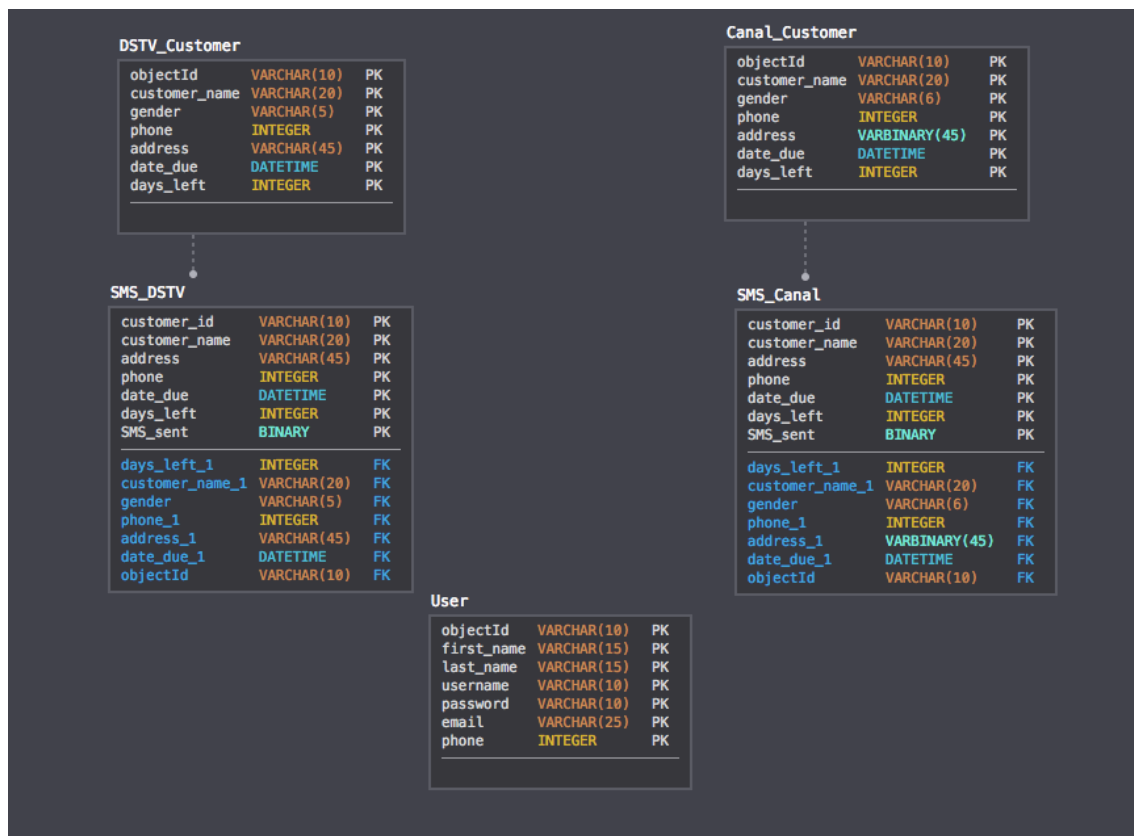 DSTV_Customer
objectId VARCHAR(10) PK
customer_name VARCHAR(20) PK
gender VARCHAR(5) PK
phone INTEGER PK
address VARCHAR(45) PK
date_due DATETIME PK
days_left INTEGER PK
Canal_Customer
objectId VARCHAR(10) PK
customer_name VARCHAR(20) PK
gender VARCHAR(6) PK
phone INTEGER PK
address VARBINARY(45) PK
date_due DATETIME PK
days_left INTEGER PK
SMS_DSTV
customer_id VARCHAR(10) PK
customer_name VARCHAR(20) PK
address VARCHAR(45) PK
phone INTEGER PK
date_due DATETIME PK
days_left INTEGER PK
SMS_sent BINARY PK
days_left_1 INTEGER FK
customer_name_1 VARCHAR(20) FK
gender VARCHAR(5) FK
phone_1 INTEGER FK
address_1 VARCHAR(45) FK
date_due_1 DATETIME FK
objectId VARCHAR(10) FK
SMS_Canal
customer_id VARCHAR(10) PK
customer_name VARCHAR(20) PK
address VARCHAR(45) PK
phone INTEGER PK
date_due DATETIME PK
days_left INTEGER PK
SMS_sent BINARY PK
days_left_1 INTEGER FK
customer_name_1 VARCHAR(20) FK
gender VARCHAR(6) FK
phone_1 INTEGER FK
address_1 VARBINARY(45) FK
date_due_1 DATETIME FK
objectId VARCHAR(10) FK
User
objectId VARCHAR(10) PK
first_name VARCHAR(15) PK
last_name VARCHAR(15) PK
username VARCHAR(10) PK
password VARCHAR(10) PK
email VARCHAR(25) PK
phone INTEGER PK